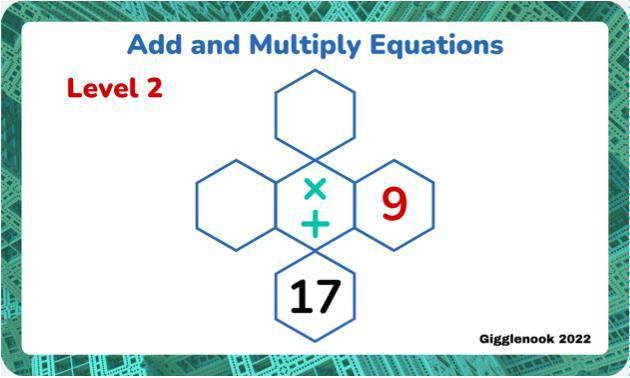 Add and Multiply Equations
Level 2
×
9
+
17
Gigglenook 2022